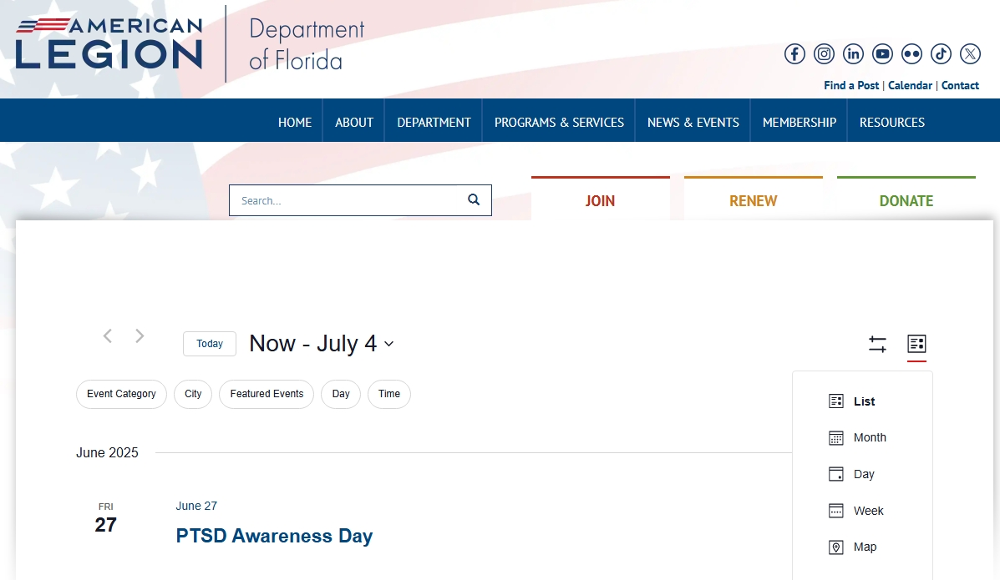 AMERICAN
LEGION
Department
of Florida
Find a Post | Calendar | Contact
HOME ABOUT DEPARTMENT PROGRAMS & SERVICES NEWS & EVENTS MEMBERSHIP RESOURCES
Search...
JOIN RENEW DONATE
Today Now - July 4
Event Category City Featured Events Day Time
List
Month
Day
Week
Map
June 2025
FRI
27
June 27
PTSD Awareness Day